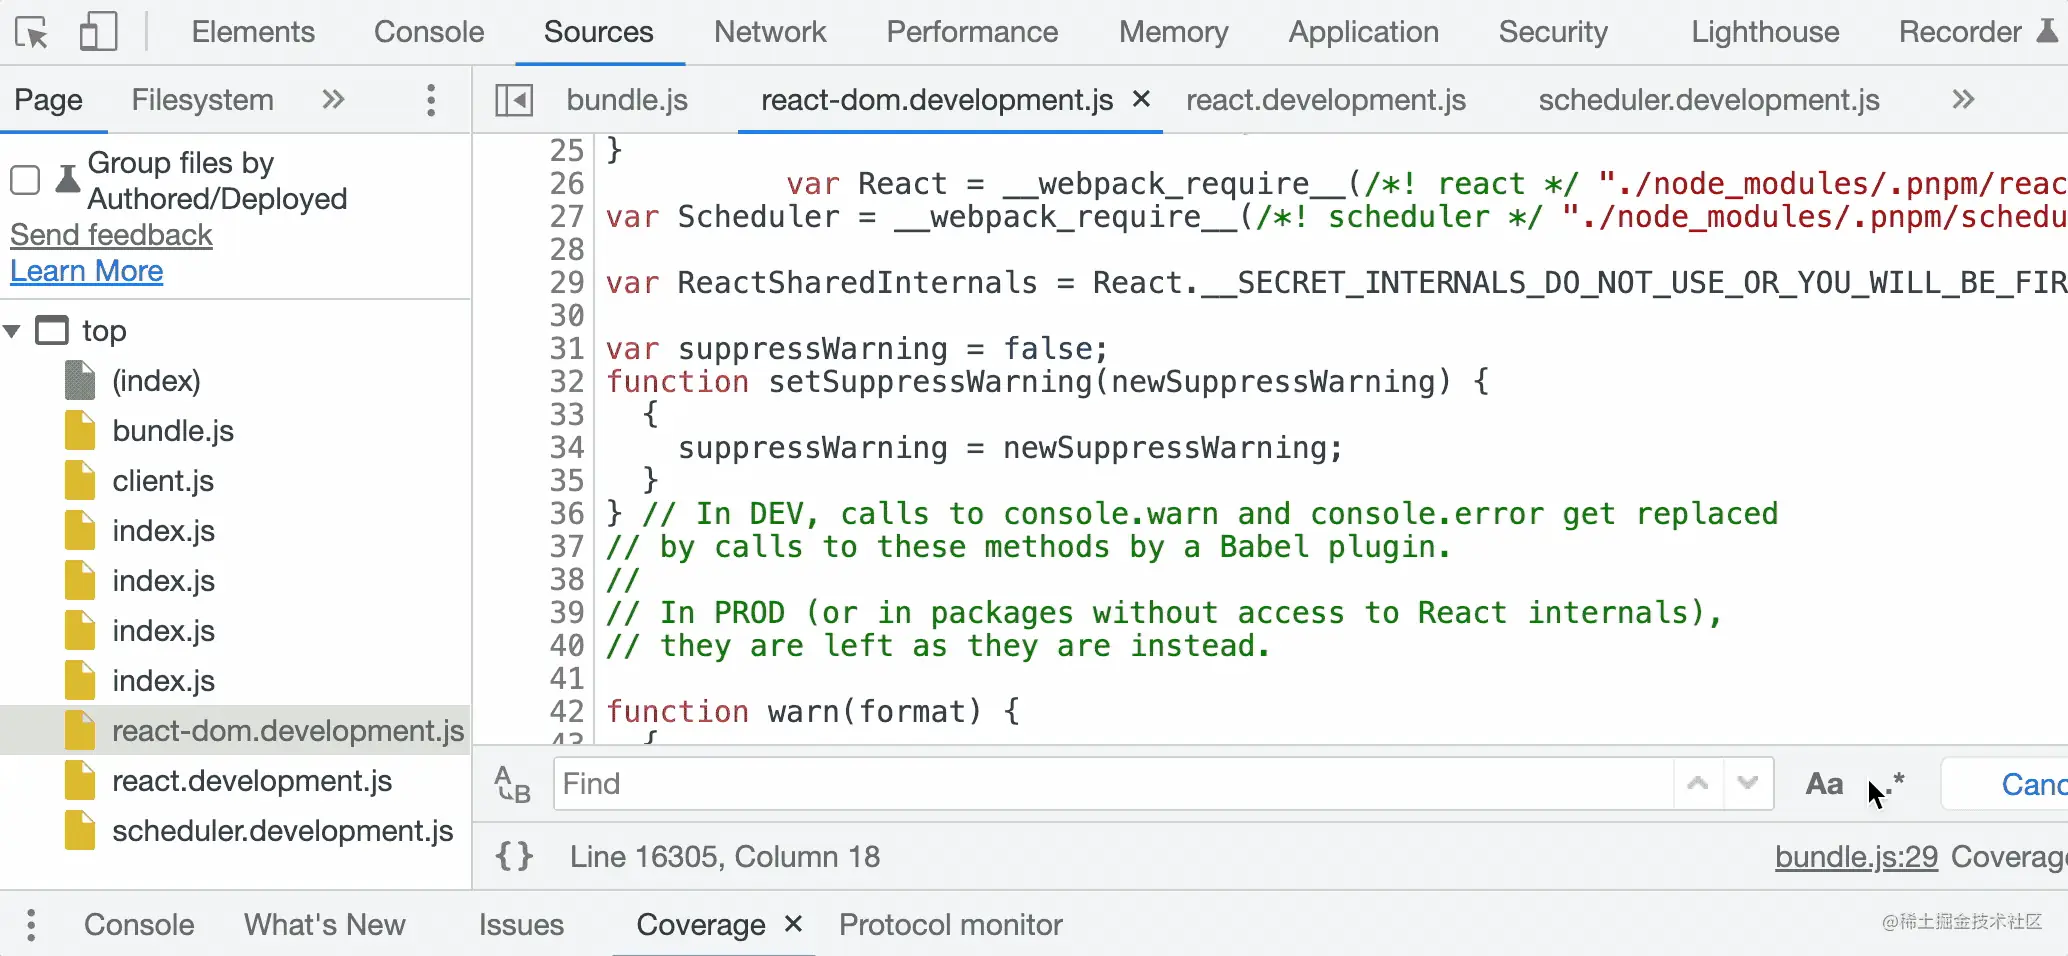 Elements Console Sources Network Performance Memory Application Security Lighthouse Recorder
Page Filesystem
bundle.js react-dom.development.js × react.development.js scheduler.development.js
Group files by
Authored/Deployed
Send feedback
Learn More
top
(index)
bundle.js
client.js
index.js
index.js
index.js
index.js
react-dom.development.js
react.development.js
scheduler.development.js
25 }
26 var React = __webpack_require__(/*! react */ "./node_modules/.pnpm/reac
27 var Scheduler = __webpack_require__(/*! scheduler */ "./node_modules/.pnpm/schedu
28
29 var ReactSharedInternals = React.__SECRET_INTERNALS_DO_NOT_USE_OR_YOU_WILL_BE_FIR
30
31 var suppressWarning = false;
32 function setSuppressWarning(newSuppressWarning) {
33 {
34 suppressWarning = newSuppressWarning;
35 }
36 } // In DEV, calls to console.warn and console.error get replaced
37 // by calls to these methods by a Babel plugin.
38 //
39 // In PROD (or in packages without access to React internals),
40 // they are left as they are instead.
41
42 function warn(format) {
43 {
Find Aa .* Canc
{} Line 16305, Column 18 bundle.js:29 Coverag
Console What's New Issues Coverage × Protocol monitor
@稀土掘金技术社区